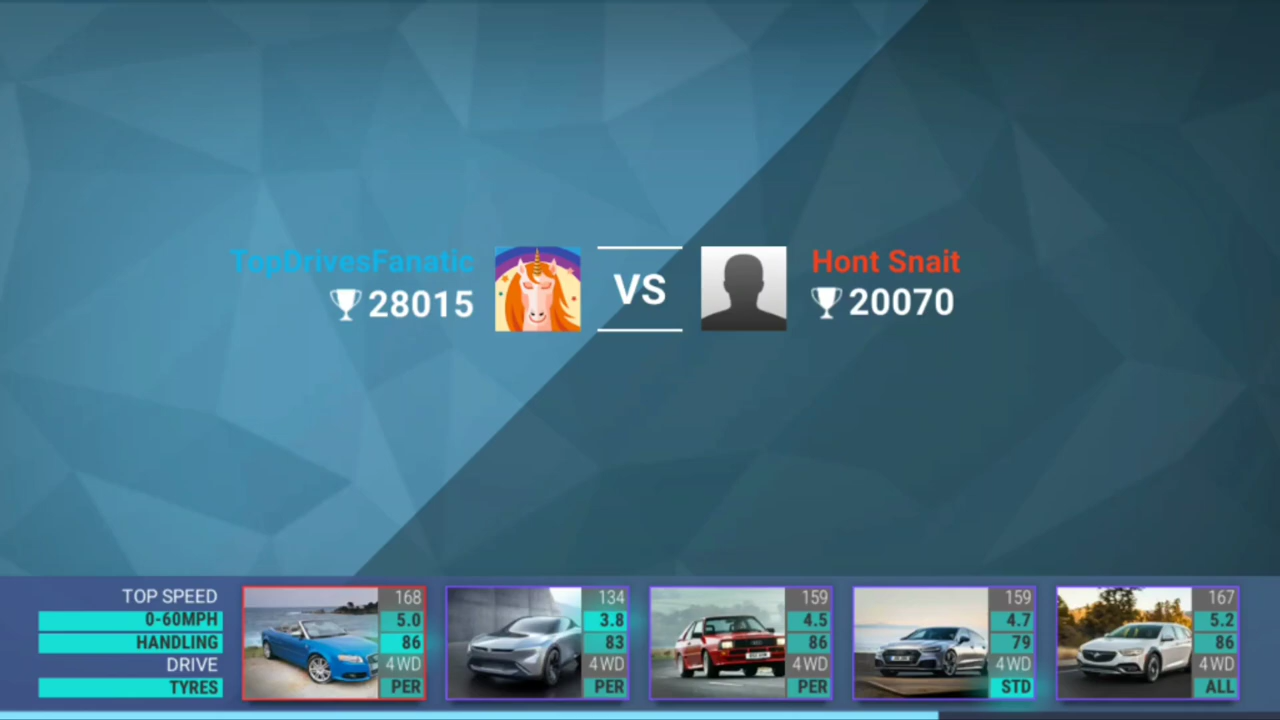 TopDrivesFanatic
28015
VS
Hont Snait
20070
TOP SPEED 168 134 159 159 167
0-60MPH 5.0 3.8 4.5 4.7 5.2
HANDLING 86 83 86 79 86
DRIVE 4WD 4WD 4WD 4WD 4WD
TYRES PER PER PER STD ALL